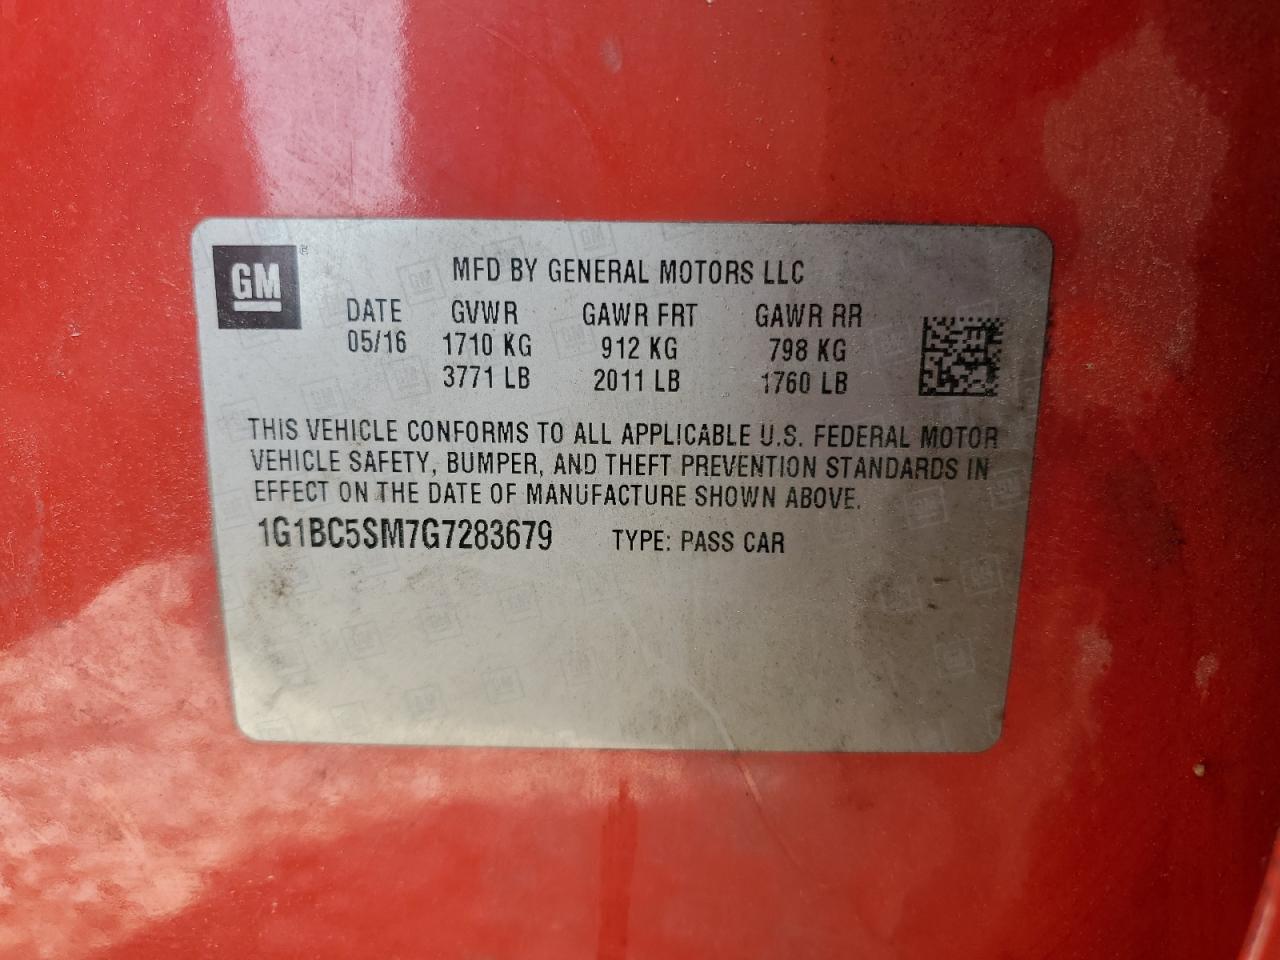 GM
MFD BY GENERAL MOTORS LLC
DATE GVWR GAWR FRT GAWR RR
05/16 1710 KG 912 KG 798 KG
3771 LB 2011 LB 1760 LB
THIS VEHICLE CONFORMS TO ALL APPLICABLE U.S. FEDERAL MOTOR
VEHICLE SAFETY, BUMPER, AND THEFT PREVENTION STANDARDS IN
EFFECT ON THE DATE OF MANUFACTURE SHOWN ABOVE.
1G1BC5SM7G7283679 TYPE: PASS CAR